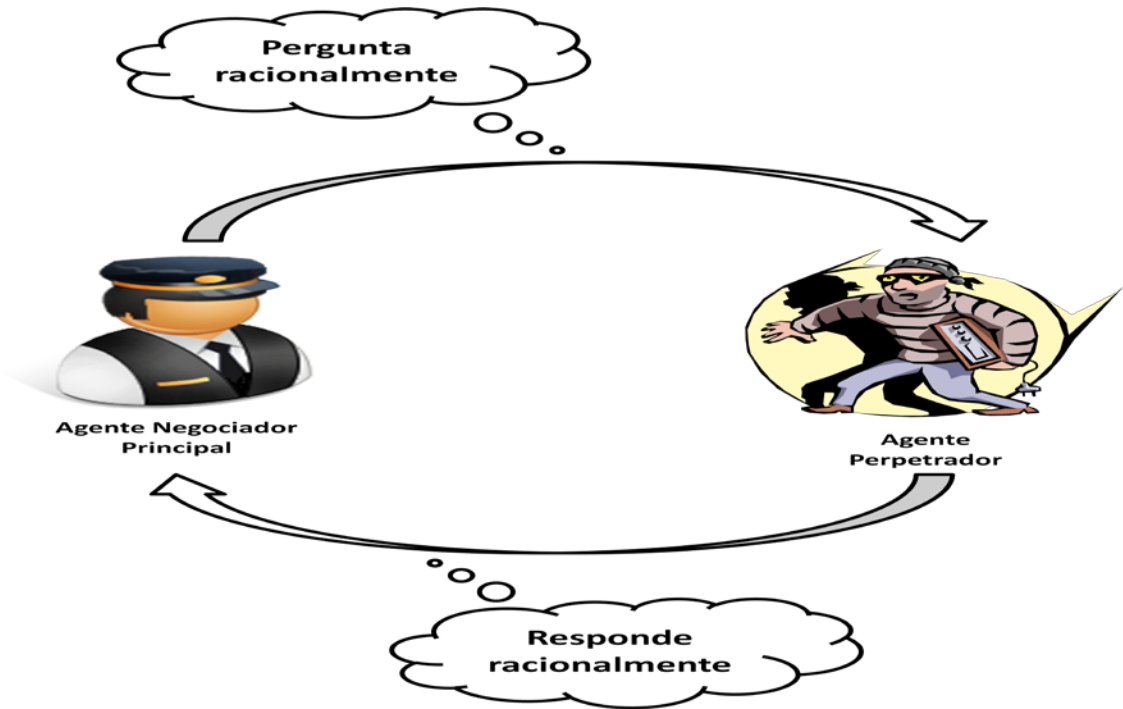 Pergunta
racionalmente
Agente Negociador
Principal
Agente
Perpetrador
Responde
racionalmente